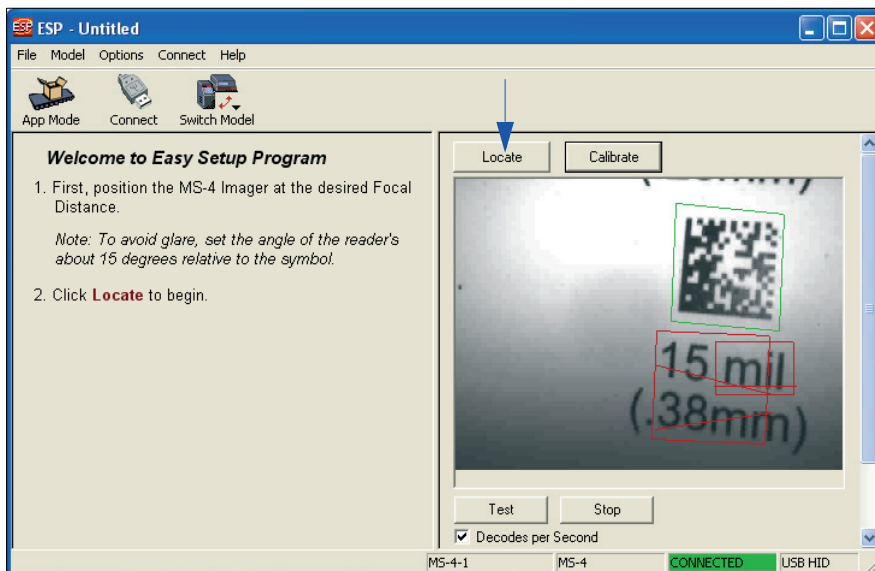 ESP
ESP - Untitled
File Model Options Connect Help
App Mode Connect Switch Model
Welcome to Easy Setup Program
1. First, position the MS-4 Imager at the desired Focal
Distance.
Note: To avoid glare, set the angle of the reader's
about 15 degrees relative to the symbol.
2. Click Locate to begin.
Locate Calibrate
15 mil
(.38mm)
Test Stop
Decodes per Second
MS-4-1 MS-4 CONNECTED USB HID